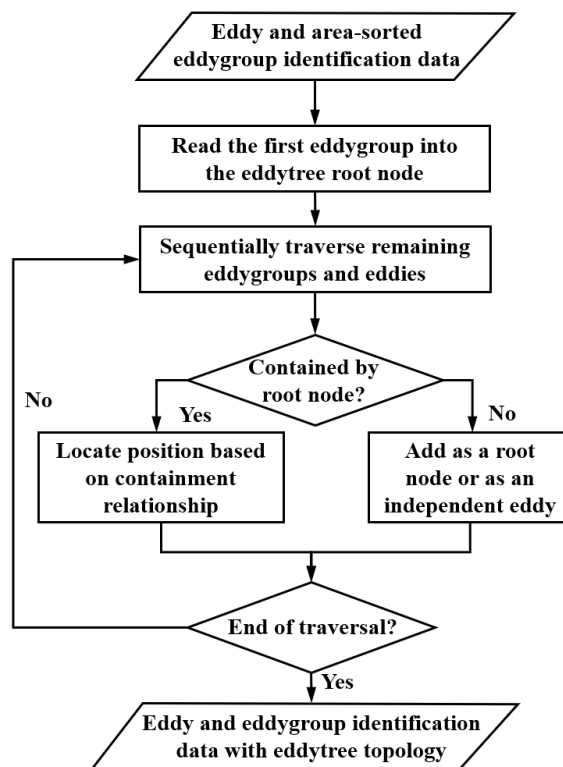 Eddy and area-sorted
eddygroup identification data
Read the first eddygroup into
the eddytree root node
Sequentially traverse remaining
eddygroups and eddies
Contained by
root node?
No
Yes
No
Locate position based
on containment
relationship
Add as a root
node or as an
independent eddy
End of traversal?
Yes
Eddy and eddygroup identification
data with eddytree topology